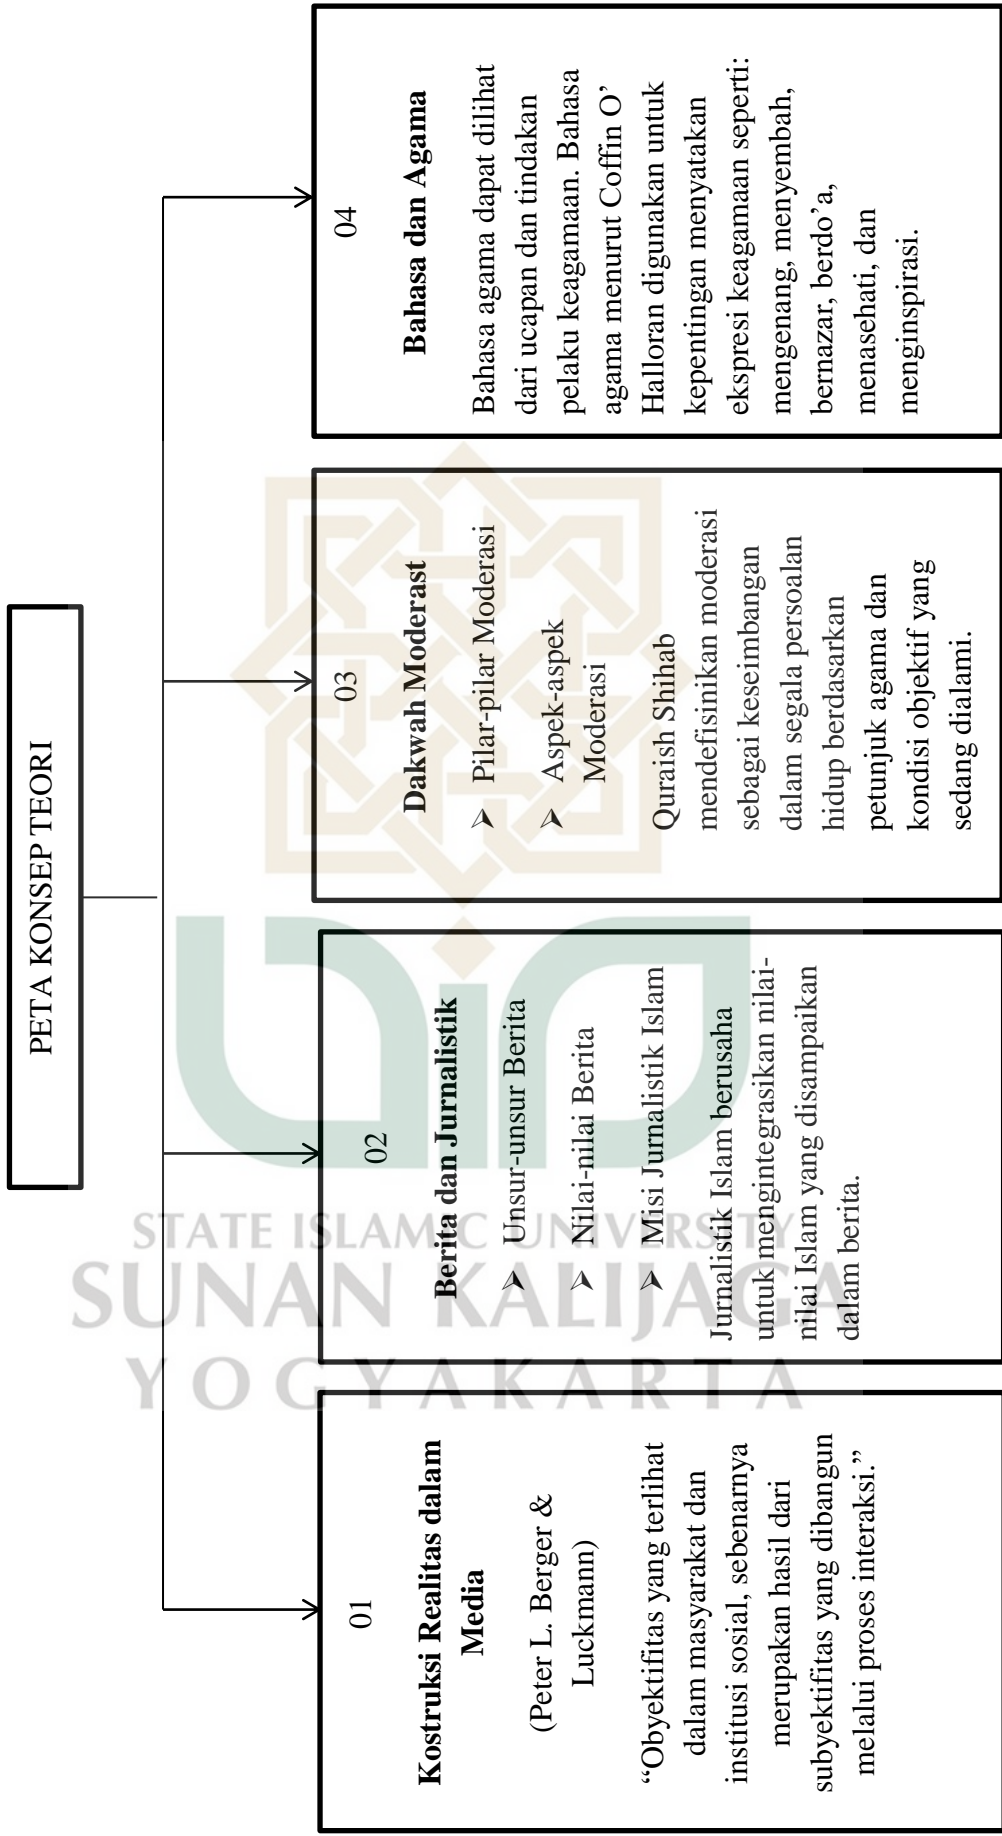 PETA KONSEP TEORI
01
Kostruksi Realitas dalam
Media
(Peter L. Berger &
Luckmann)
“Obyektifitas yang terlihat
dalam masyarakat dan
institusi sosial, sebenarnya
merupakan hasil dari
subyektifitas yang dibangun
melalui proses interaksi.”
02
Berita dan Jurnalistik
➤ Unsur-unsur Berita
➤ Nilai-nilai Berita
➤ Misi Jurnalistik Islam
Jurnalistik Islam berusaha
untuk mengintegrasikan nilai-
nilai Islam yang disampaikan
dalam berita.
03
Dakwah Moderast
➤ Pilar-pilar Moderasi
➤ Aspek-aspek
Moderasi
Quraish Shihab
mendefisinikan moderasi
sebagai keseimbangan
dalam segala persoalan
hidup berdasarkan
petunjuk agama dan
kondisi objektif yang
sedang dialami.
04
Bahasa dan Agama
Bahasa agama dapat dilihat
dari ucapan dan tindakan
pelaku keagamaan. Bahasa
agama menurut Coffin O’
Halloran digunakan untuk
kepentingan menyatakan
ekspresi keagamaan seperti:
mengenang, menyembah,
bernazar, berdo’a,
menasehati, dan
menginspirasi.
STATE ISLAMIC UNIVERSITY
SUNAN KALIJAGA
YOGYAKARTA